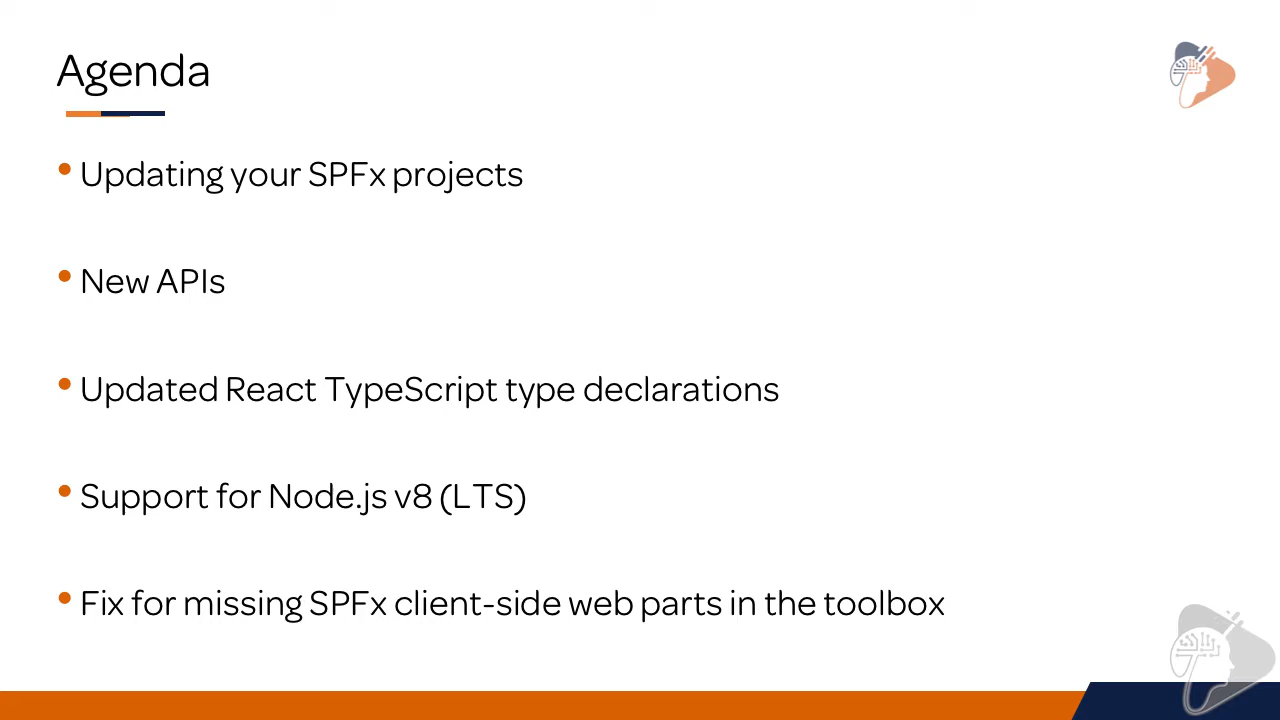 Agenda
• Updating your SPFx projects
• New APIs
• Updated React TypeScript type declarations
• Support for Node.js v8 (LTS)
• Fix for missing SPFx client-side web parts in the toolbox